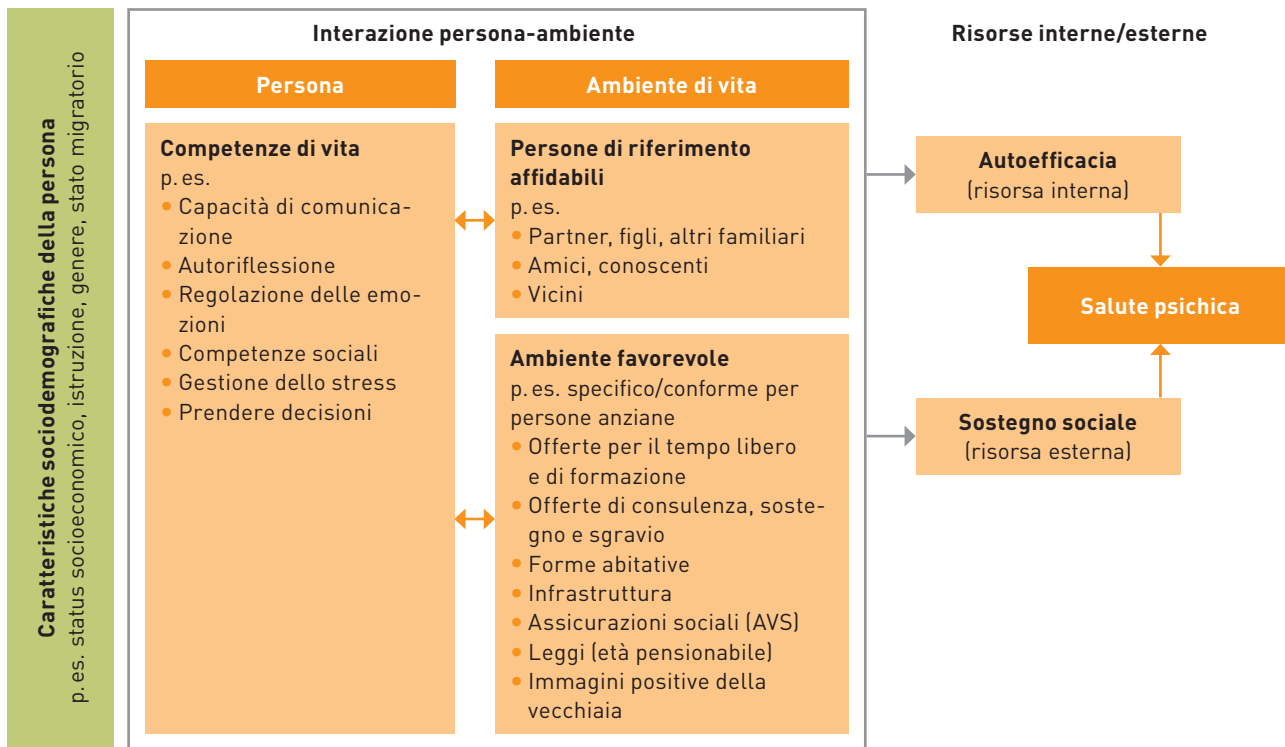 Caratteristiche sociodemografiche della persona
p. es. status socioeconomico, istruzione, genere, stato migratorio
Interazione persona-ambiente
Persona
Competenze di vita
p. es.
• Capacità di comunica-
zione
• Autoriflessione
• Regolazione delle emo-
zioni
• Competenze sociali
• Gestione dello stress
• Prendere decisioni
Ambiente di vita
Persone di riferimento
affidabili
p. es.
• Partner, figli, altri familiari
• Amici, conoscenti
• Vicini
Ambiente favorevole
p. es. specifico/conforme per
persone anziane
• Offerte per il tempo libero
e di formazione
• Offerte di consulenza, soste-
gno e sgravio
• Forme abitative
• Infrastruttura
• Assicurazioni sociali (AVS)
• Leggi (età pensionabile)
• Immagini positive della
vecchiaia
Risorse interne/esterne
Autoefficacia
(risorsa interna)
Salute psichica
Sostegno sociale
(risorsa esterna)